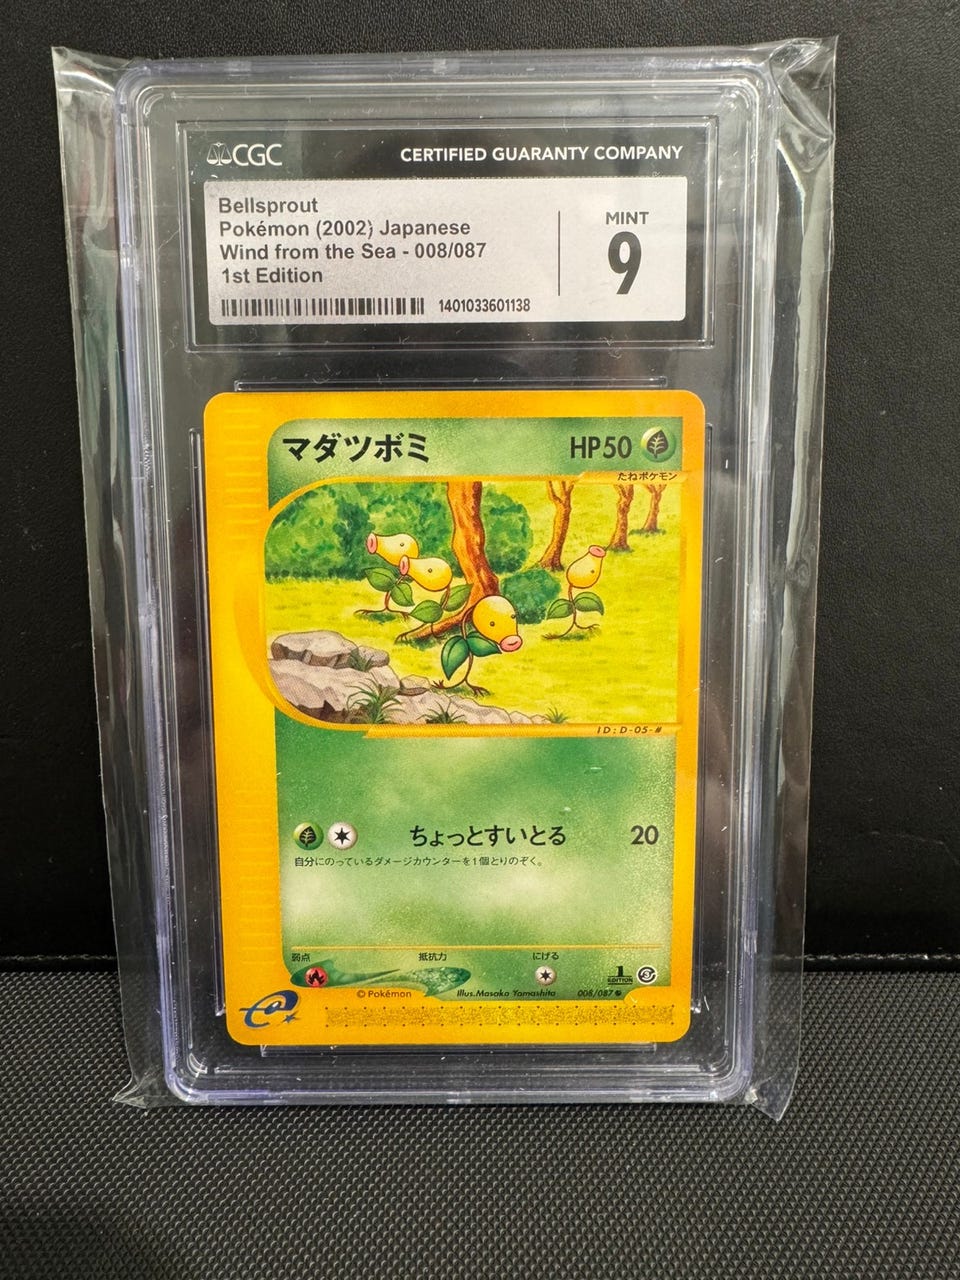 CGC
CERTIFIED GUARANTY COMPANY
Bellsprout
Pokémon (2002) Japanese
Wind from the Sea - 008/087
1st Edition
1401033601138
MINT
9
マダツボミ
HP50
たねポケモン
ID:D-05-#
ちょっとすいとる 20
自分にのっているダメージカウンターを1個とりのぞく。
弱点 抵抗力 にげる
1
EDITION
©Pokémon Illus.Masako Yamashita 008/087●
e